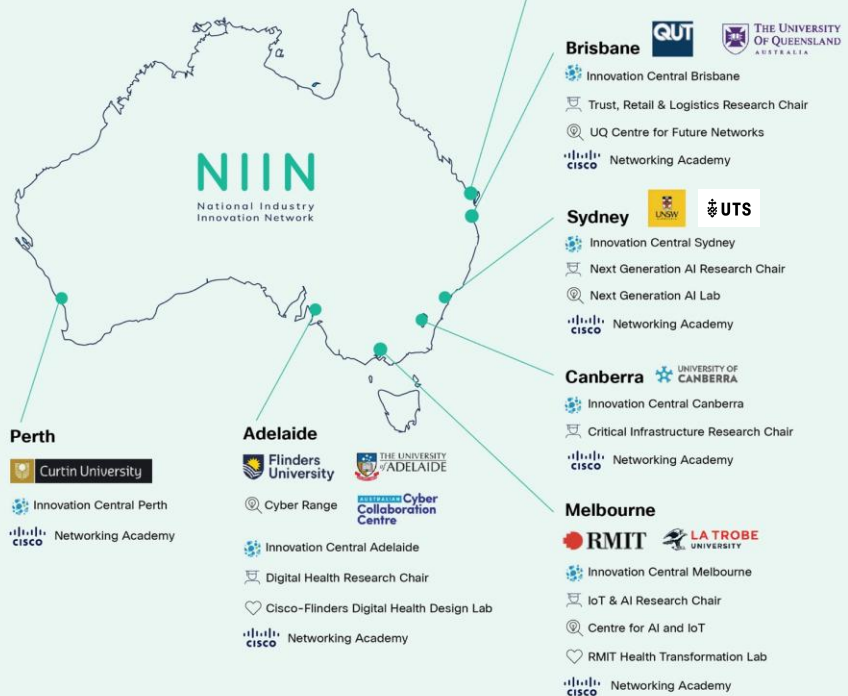 NIIN
National Industry
Innovation Network
Brisbane
QUT
THE UNIVERSITY
OF QUEENSLAND
AUSTRALIA
Innovation Central Brisbane
Trust, Retail & Logistics Research Chair
UQ Centre for Future Networks
CISCO Networking Academy
Sydney
UNSW
UTS
Innovation Central Sydney
Next Generation AI Research Chair
Next Generation AI Lab
CISCO Networking Academy
Canberra
UNIVERSITY OF
CANBERRA
Innovation Central Canberra
Critical Infrastructure Research Chair
CISCO Networking Academy
Perth
Curtin University
Innovation Central Perth
CISCO Networking Academy
Adelaide
Flinders
University
THE UNIVERSITY
of ADELAIDE
Cyber Range
AUSTRALIAN Cyber
Collaboration
Centre
Innovation Central Adelaide
Digital Health Research Chair
Cisco-Flinders Digital Health Design Lab
CISCO Networking Academy
Melbourne
RMIT
LA TROBE
UNIVERSITY
Innovation Central Melbourne
IoT & AI Research Chair
Centre for AI and IoT
RMIT Health Transformation Lab
CISCO Networking Academy